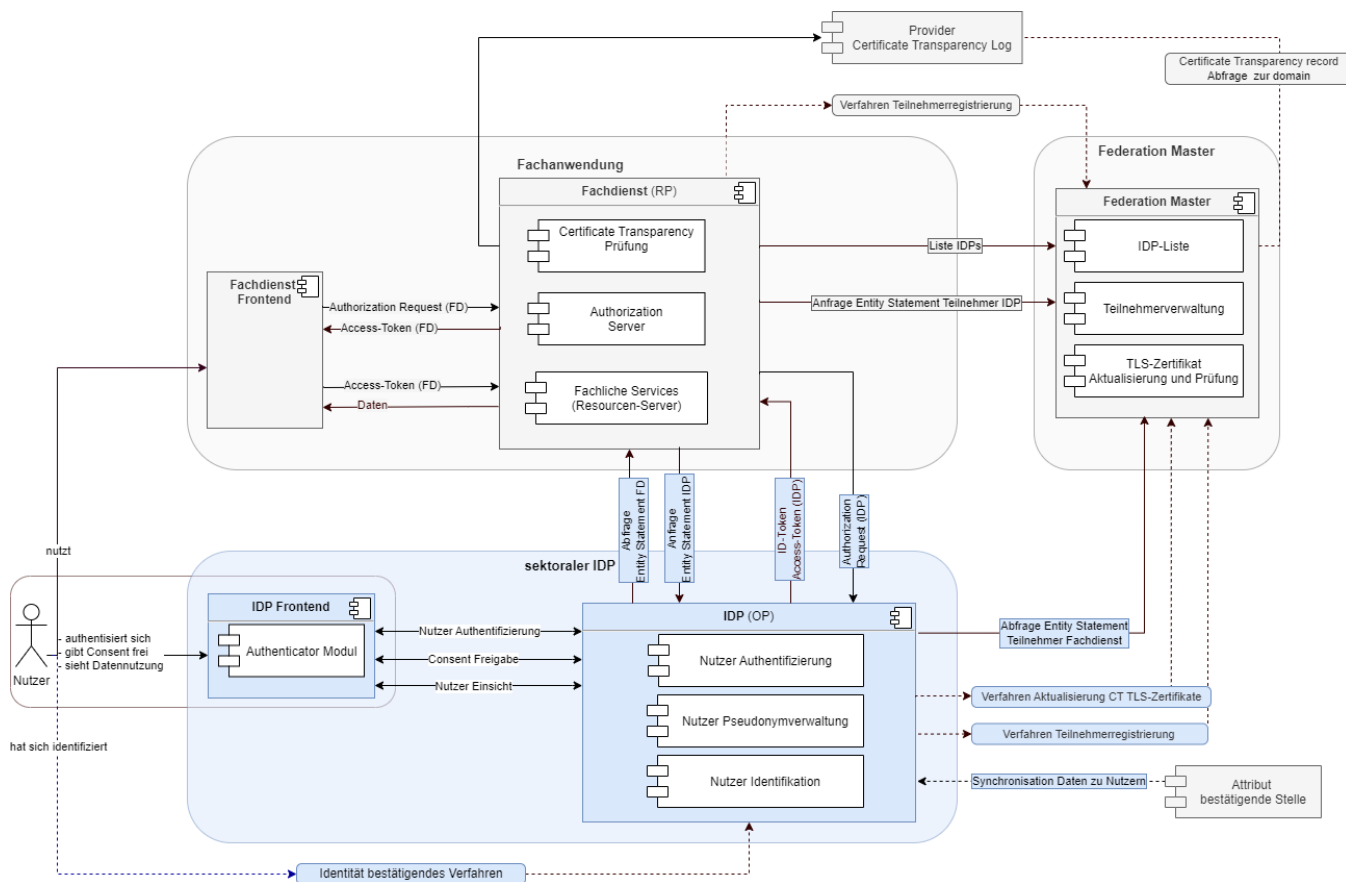 Provider
Certificate Transparency Log
Certificate Transparency record
Abfrage zur domain
Verfahren Teilnehmerregistrierung
Fachanwendung
Federation Master
Fachdienst (RP)
Federation Master
Certificate Transparency
Prüfung
Liste IDPs
IDP-Liste
Fachdienst
Frontend
Authorization Request (FD)
Access-Token (FD)
Authorization
Server
Anfrage Entity Statement Teilnehmer IDP
Teilnehmerverwaltung
TLS-Zertifikat
Aktualisierung und Prüfung
Access-Token (FD)
Daten
Fachliche Services
(Resourcen-Server)
Abfrage
Entity Statement FD
Anfrage
Entity Statement IDP
ID-Token
Access-Token (IDP)
Authorization
Request (IDP)
nutzt
sektoraler IDP
IDP Frontend
IDP (OP)
Authenticator Modul
- authentisiert sich
- gibt Consent frei
- sieht Datennutzung
Nutzer
Nutzer Authentifizierung
Consent Freigabe
Nutzer Einsicht
Nutzer Authentifizierung
Abfrage Entity Statement
Teilnehmer Fachdienst
Nutzer Pseudonymverwaltung
Verfahren Aktualisierung CT TLS-Zertifikate
Verfahren Teilnehmerregistrierung
hat sich identifiziert
Nutzer Identifikation
Synchronisation Daten zu Nutzern
Attribut
bestätigende Stelle
Identität bestätigendes Verfahren